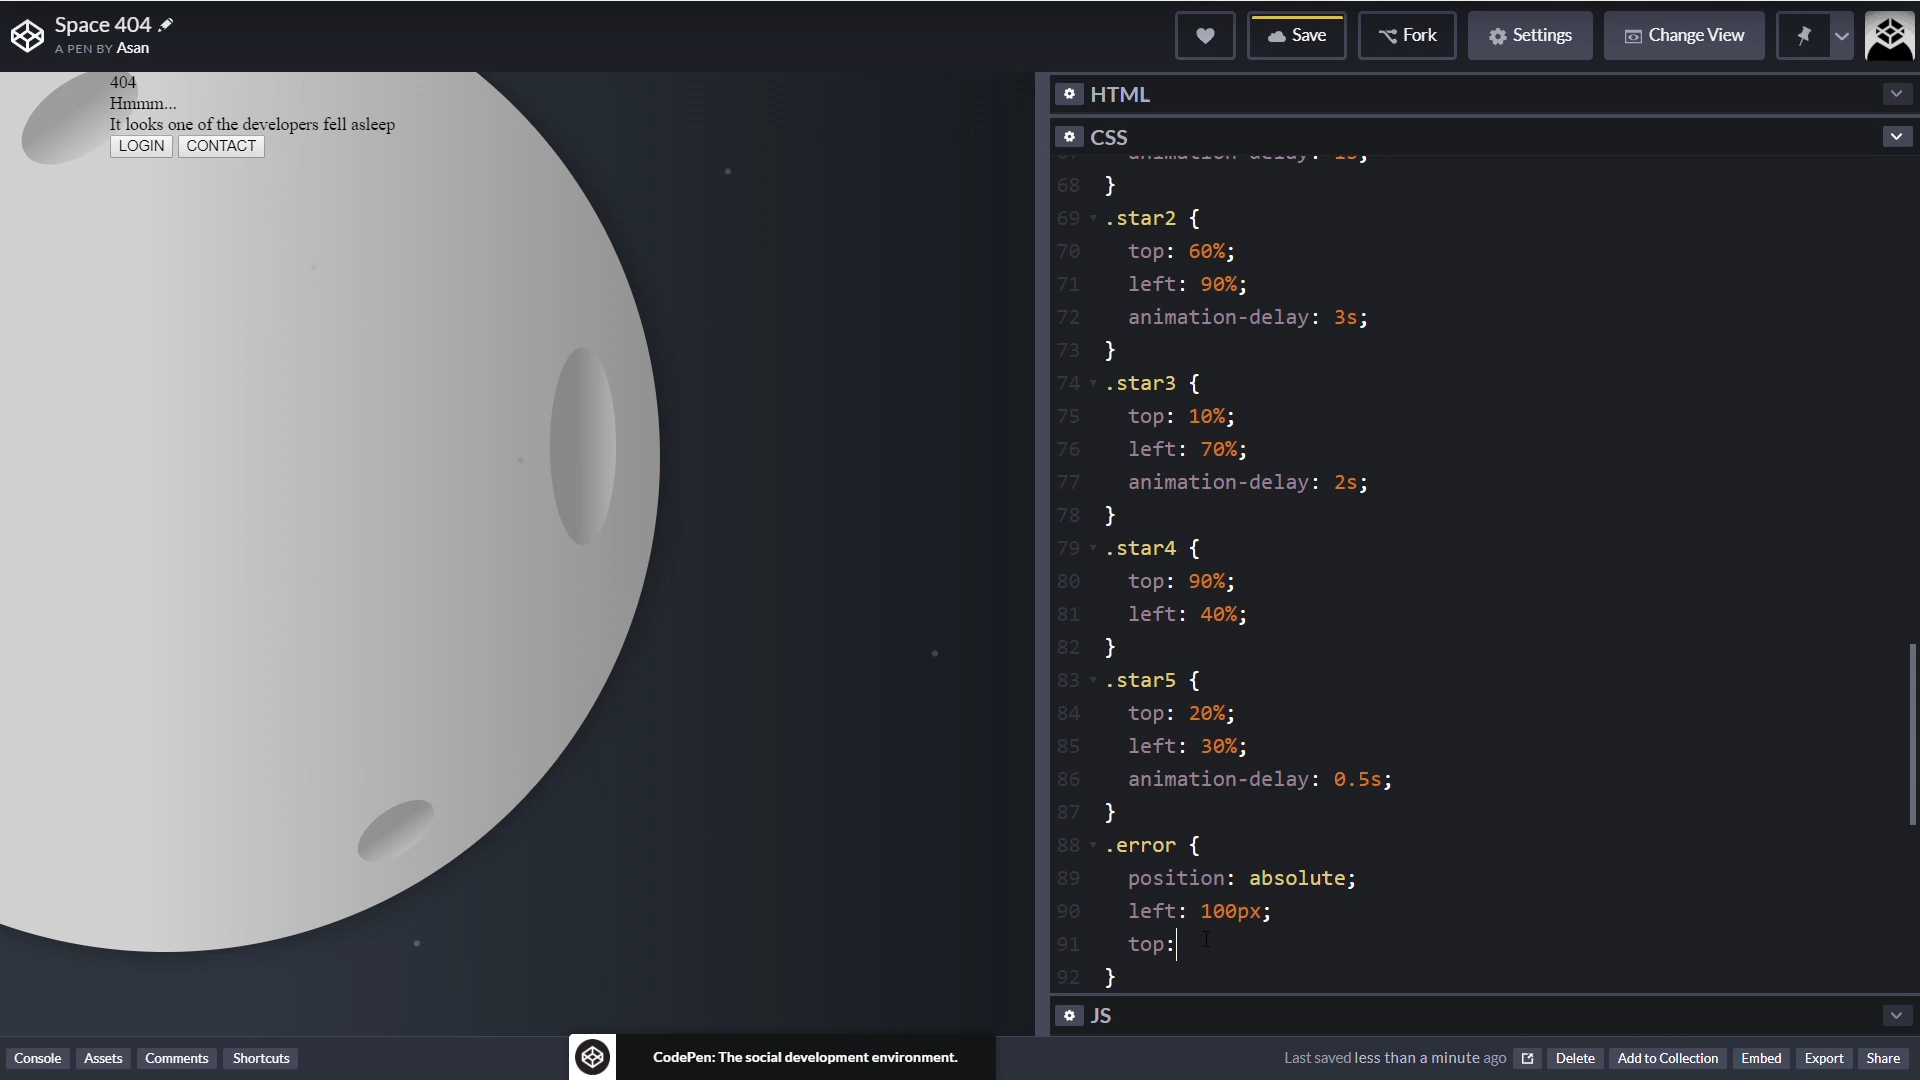 Space 404
A PEN BY Asan
Save
Fork
Settings
Change View
404
Hmmm...
It looks one of the developers fell asleep
LOGIN CONTACT
HTML
CSS
68 }
69 .star2 {
70 top: 60%;
71 left: 90%;
72 animation-delay: 3s;
73 }
74 .star3 {
75 top: 10%;
76 left: 70%;
77 animation-delay: 2s;
78 }
79 .star4 {
80 top: 90%;
81 left: 40%;
82 }
83 .star5 {
84 top: 20%;
85 left: 30%;
86 animation-delay: 0.5s;
87 }
88 .error {
89 position: absolute;
90 left: 100px;
91 top:
92 }
JS
Console Assets Comments Shortcuts
CodePen: The social development environment.
Last saved less than a minute ago
Delete Add to Collection Embed Export Share